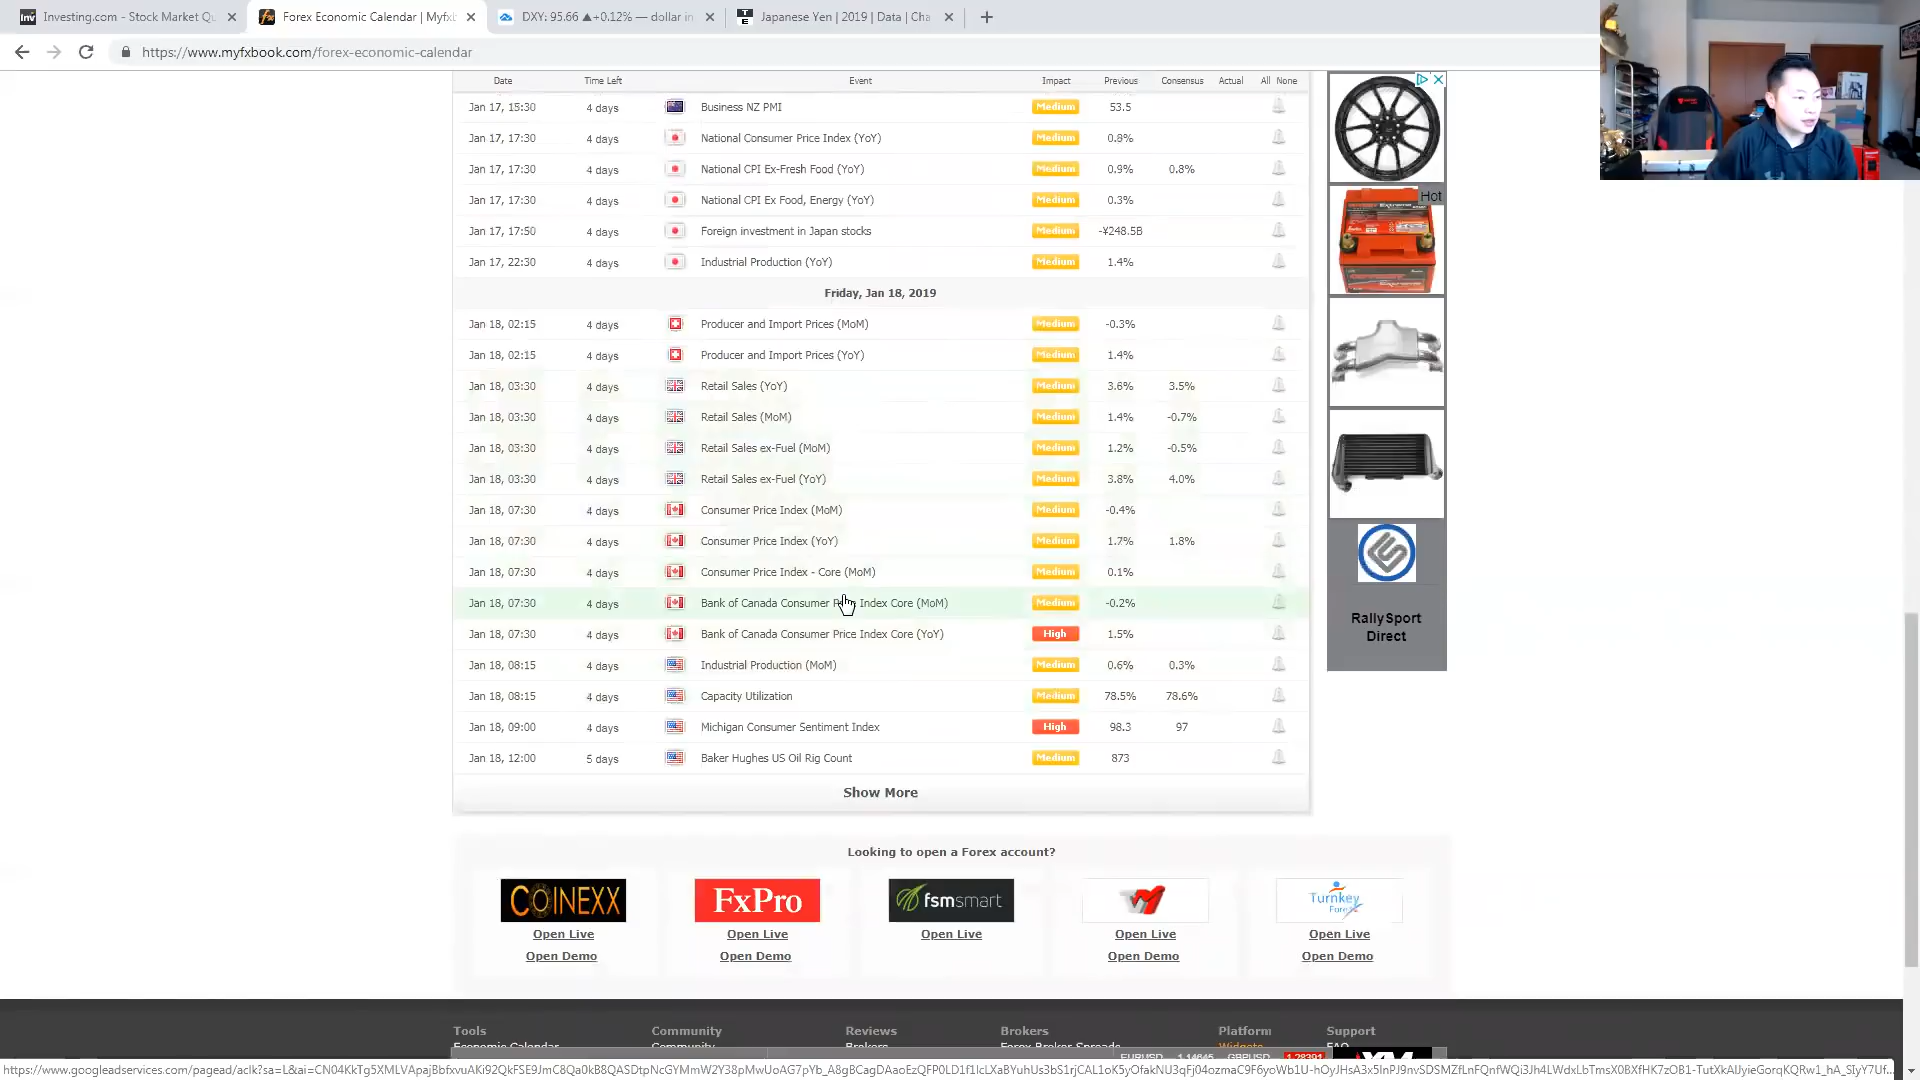 Investing.com - Stock Market Qu
Forex Economic Calendar | Myfxb
DXY: 95.66 ▲+0.12% — dollar in
Japanese Yen | 2019 | Data | Cha
https://www.myfxbook.com/forex-economic-calendar
Date Time Left Event Impact Previous Consensus Actual All None
Jan 17, 15:30 4 days Business NZ PMI Medium 53.5
Jan 17, 17:30 4 days National Consumer Price Index (YoY) Medium 0.8%
Jan 17, 17:30 4 days National CPI Ex-Fresh Food (YoY) Medium 0.9% 0.8%
Jan 17, 17:30 4 days National CPI Ex Food, Energy (YoY) Medium 0.3%
Jan 17, 17:50 4 days Foreign investment in Japan stocks Medium -¥248.5B
Jan 17, 22:30 4 days Industrial Production (YoY) Medium 1.4%
Friday, Jan 18, 2019
Jan 18, 02:15 4 days Producer and Import Prices (MoM) Medium -0.3%
Jan 18, 02:15 4 days Producer and Import Prices (YoY) Medium 1.4%
Jan 18, 03:30 4 days Retail Sales (YoY) Medium 3.6% 3.5%
Jan 18, 03:30 4 days Retail Sales (MoM) Medium 1.4% -0.7%
Jan 18, 03:30 4 days Retail Sales ex-Fuel (MoM) Medium 1.2% -0.5%
Jan 18, 03:30 4 days Retail Sales ex-Fuel (YoY) Medium 3.8% 4.0%
Jan 18, 07:30 4 days Consumer Price Index (MoM) Medium -0.4%
Jan 18, 07:30 4 days Consumer Price Index (YoY) Medium 1.7% 1.8%
Jan 18, 07:30 4 days Consumer Price Index - Core (MoM) Medium 0.1%
Jan 18, 07:30 4 days Bank of Canada Consumer P Index Core (MoM) Medium -0.2%
Jan 18, 07:30 4 days Bank of Canada Consumer Price Index Core (YoY) High 1.5%
Jan 18, 08:15 4 days Industrial Production (MoM) Medium 0.6% 0.3%
Jan 18, 08:15 4 days Capacity Utilization Medium 78.5% 78.6%
Jan 18, 09:00 4 days Michigan Consumer Sentiment Index High 98.3 97
Jan 18, 12:00 5 days Baker Hughes US Oil Rig Count Medium 873
Show More
Hot
RallySport
Direct
Looking to open a Forex account?
COINEXX FxPro fsmsmart Turnkey
Open Live Open Live Open Live Open Live Open Live
Open Demo Open Demo Open Demo Open Demo
Tools Community Reviews Brokers Platform Support
Economic Calendar Community Brokers Forex Broker Spreads Widgets FAQ
EURUSD 1.14645 GBPUSD 1.28391